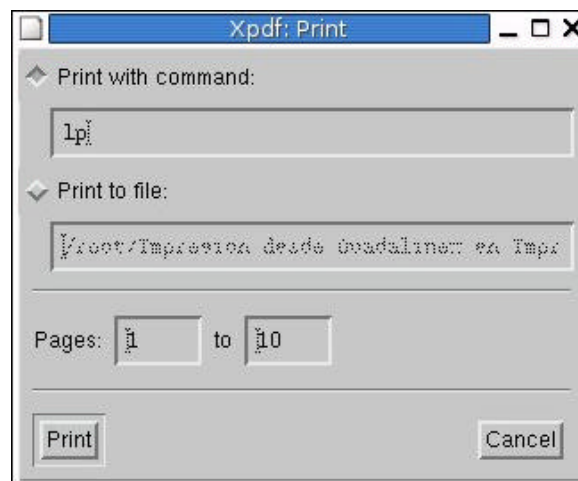 Xpdf: Print
Print with command:
lp
Print to file:
/root/Impresion desde Guadalinex en Impr
Pages: 1 to 10
Print Cancel